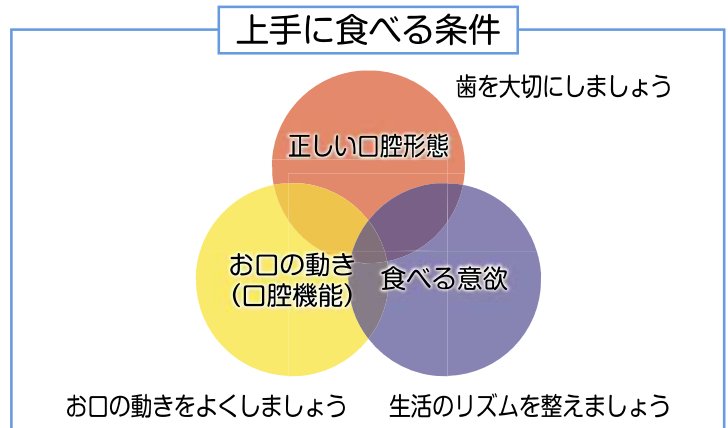 上手に食べる条件
歯を大切にしましょう
正しい口腔形態
お口の動き
(口腔機能)
食べる意欲
お口の動きをよくしましょう
生活のリズムを整えましょう